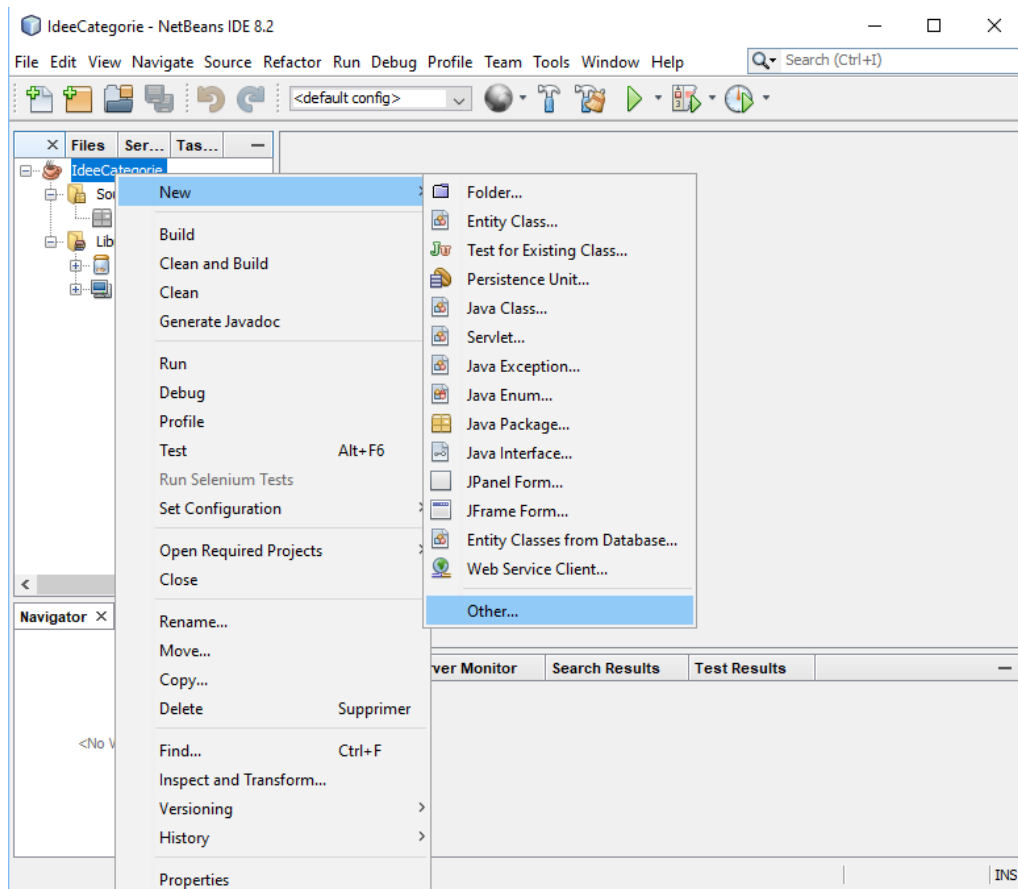 IdeeCategorie - NetBeans IDE 8.2
File Edit View Navigate Source Refactor Run Debug Profile Team Tools Window Help
Search (Ctrl+I)
<default config>
Files Ser... Tas...
IdeeCategorie
Sou
Lib
New
Build
Clean and Build
Clean
Generate Javadoc
Run
Debug
Profile
Test Alt+F6
Run Selenium Tests
Set Configuration
Open Required Projects
Close
Rename...
Move...
Copy...
Delete Supprimer
Find... Ctrl+F
Inspect and Transform...
Versioning
History
Properties
Folder...
Entity Class...
Test for Existing Class...
Persistence Unit...
Java Class...
Servlet...
Java Exception...
Java Enum...
Java Package...
Java Interface...
JPanel Form...
JFrame Form...
Entity Classes from Database...
Web Service Client...
Other...
Navigator
<No V
ver Monitor Search Results Test Results
INS